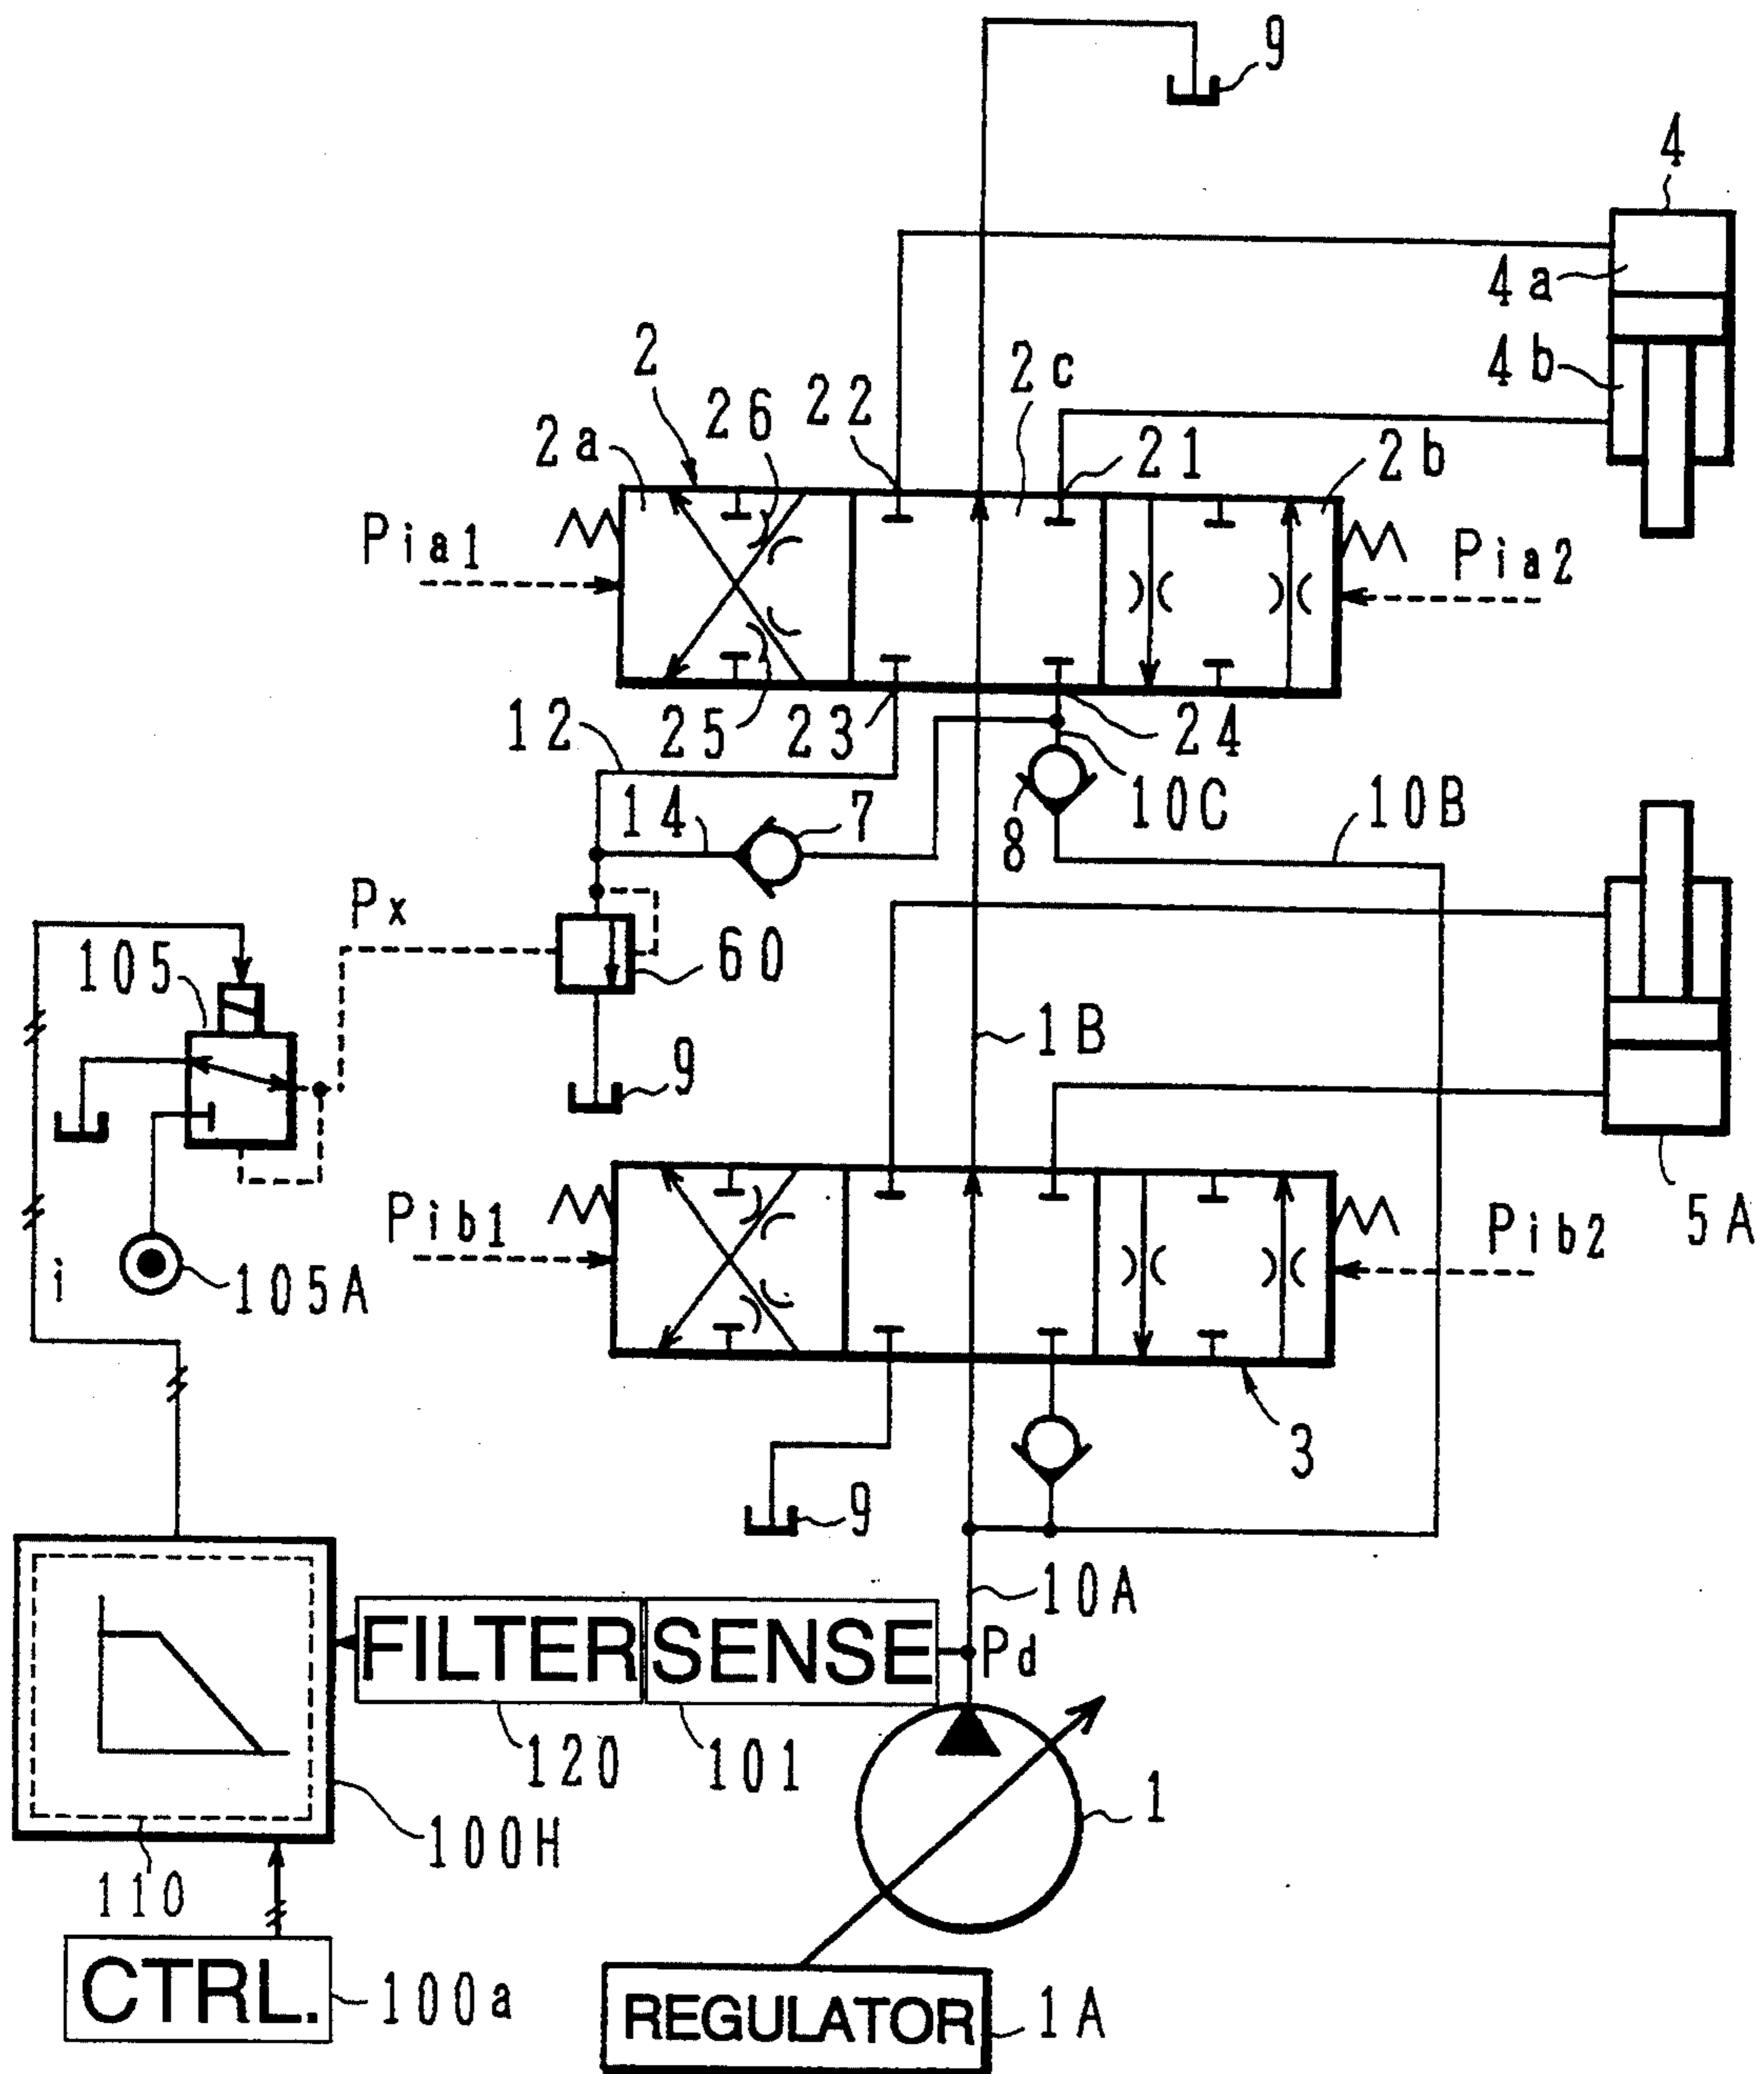 9
4
4a
4b
2
2a
26
22
2c
21
2b
Pia1
Pia2
12
25
23
24
14
7
8
10C
10B
Px
105
60
1B
9
Pib1
Pib2
5A
i
105A
3
9
10A
FILTER
SENSE
Pd
120
101
1
100H
110
CTRL.
100a
REGULATOR
1A